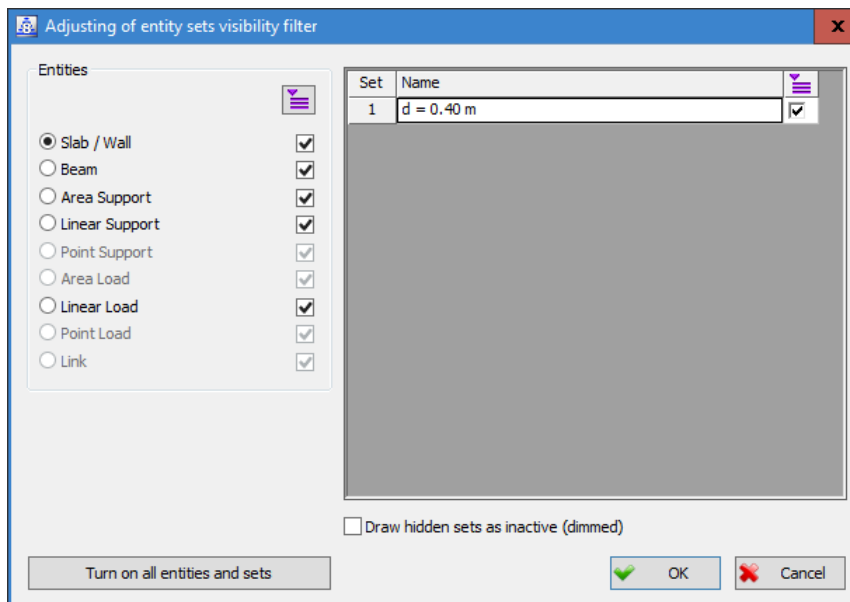 Adjusting of entity sets visibility filter
x
Entities
Slab / Wall
Beam
Area Support
Linear Support
Point Support
Area Load
Linear Load
Point Load
Link
Set Name
1 d = 0.40 m
Draw hidden sets as inactive (dimmed)
Turn on all entities and sets
OK
Cancel